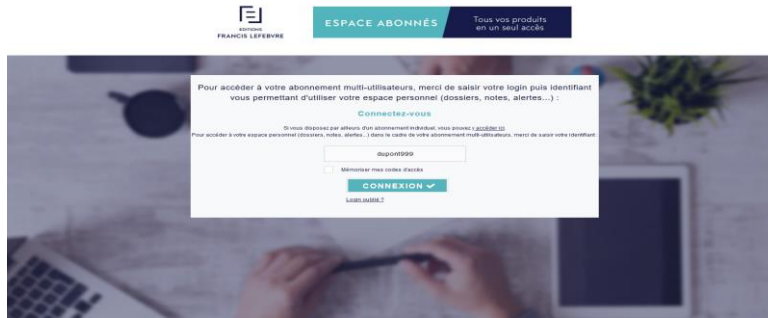 EDITIONS
FRANCIS LEFEBVRE
ESPACE ABONNÉS
Tous vos produits
en un seul accès
Pour accéder à votre abonnement multi-utilisateurs, merci de saisir votre login puis identifiant
vous permettant d'utiliser votre espace personnel (dossiers, notes, alertes...) :
Connectez-vous
Si vous disposez par ailleurs d'un abonnement individuel, vous pouvez y accéder ici
Pour accéder à votre espace personnel (dossiers, notes, alertes...) dans le cadre de votre abonnement multi-utilisateurs, merci de saisir votre identifiant :
dupont999
Mémoriser mes codes d'accès
CONNEXION
Login oublié ?